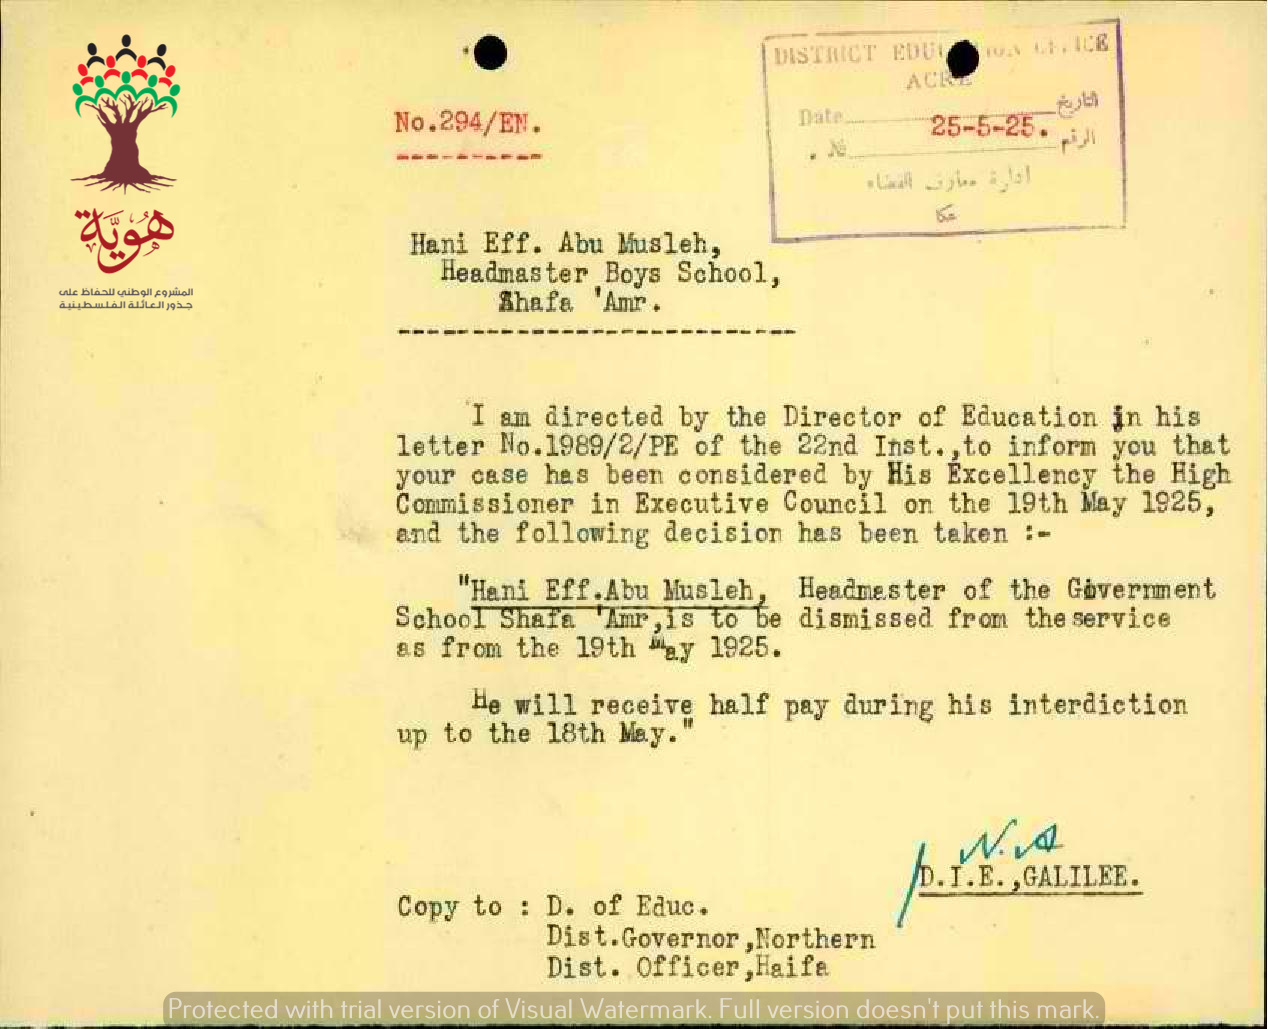 هوية
المشروع الوطني للحفاظ على
جذور العائلة الفلسطينية
No.294/EN.
DISTRICT EDUCATION OFFICE
ACRE
Date 25-5-25. التاريخ
№ الرقم
ادارة معارف القضاء
عكا
Hani Eff. Abu Musleh,
Headmaster Boys School,
Shafa 'Amr.
I am directed by the Director of Education in his
letter No.1989/2/PE of the 22nd Inst.,to inform you that
your case has been considered by His Excellency the High
Commissioner in Executive Council on the 19th May 1925,
and the following decision has been taken :-
"Hani Eff.Abu Musleh, Headmaster of the Government
School Shafa 'Amr,is to be dismissed from the service
as from the 19th May 1925.
He will receive half pay during his interdiction
up to the 18th May."
D.I.E.,GALILEE.
Copy to : D. of Educ.
Dist.Governor,Northern
Dist. Officer,Haifa
Protected with trial version of Visual Watermark. Full version doesn't put this mark.